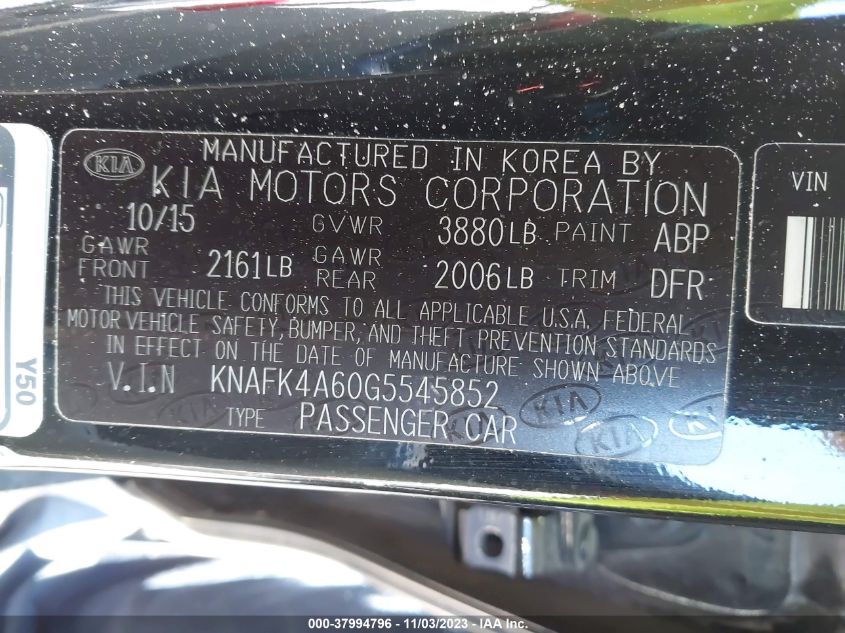 KIA
MANUFACTURED IN KOREA BY
KIA MOTORS CORPORATION
10/15 GVWR 3880LB PAINT ABP
GAWR FRONT 2161LB GAWR REAR 2006LB TRIM DFR
THIS VEHICLE CONFORMS TO ALL APPLICABLE U.S.A. FEDERAL
MOTOR VEHICLE SAFETY, BUMPER, AND THEFT PREVENTION STANDARDS
IN EFFECT ON THE DATE OF MANUFACTURE SHOWN ABOVE
V.I.N KNAFK4A60G5545852
TYPE PASSENGER CAR
VIN
Y50
000-37994796 - 11/03/2023 - IAAI.com